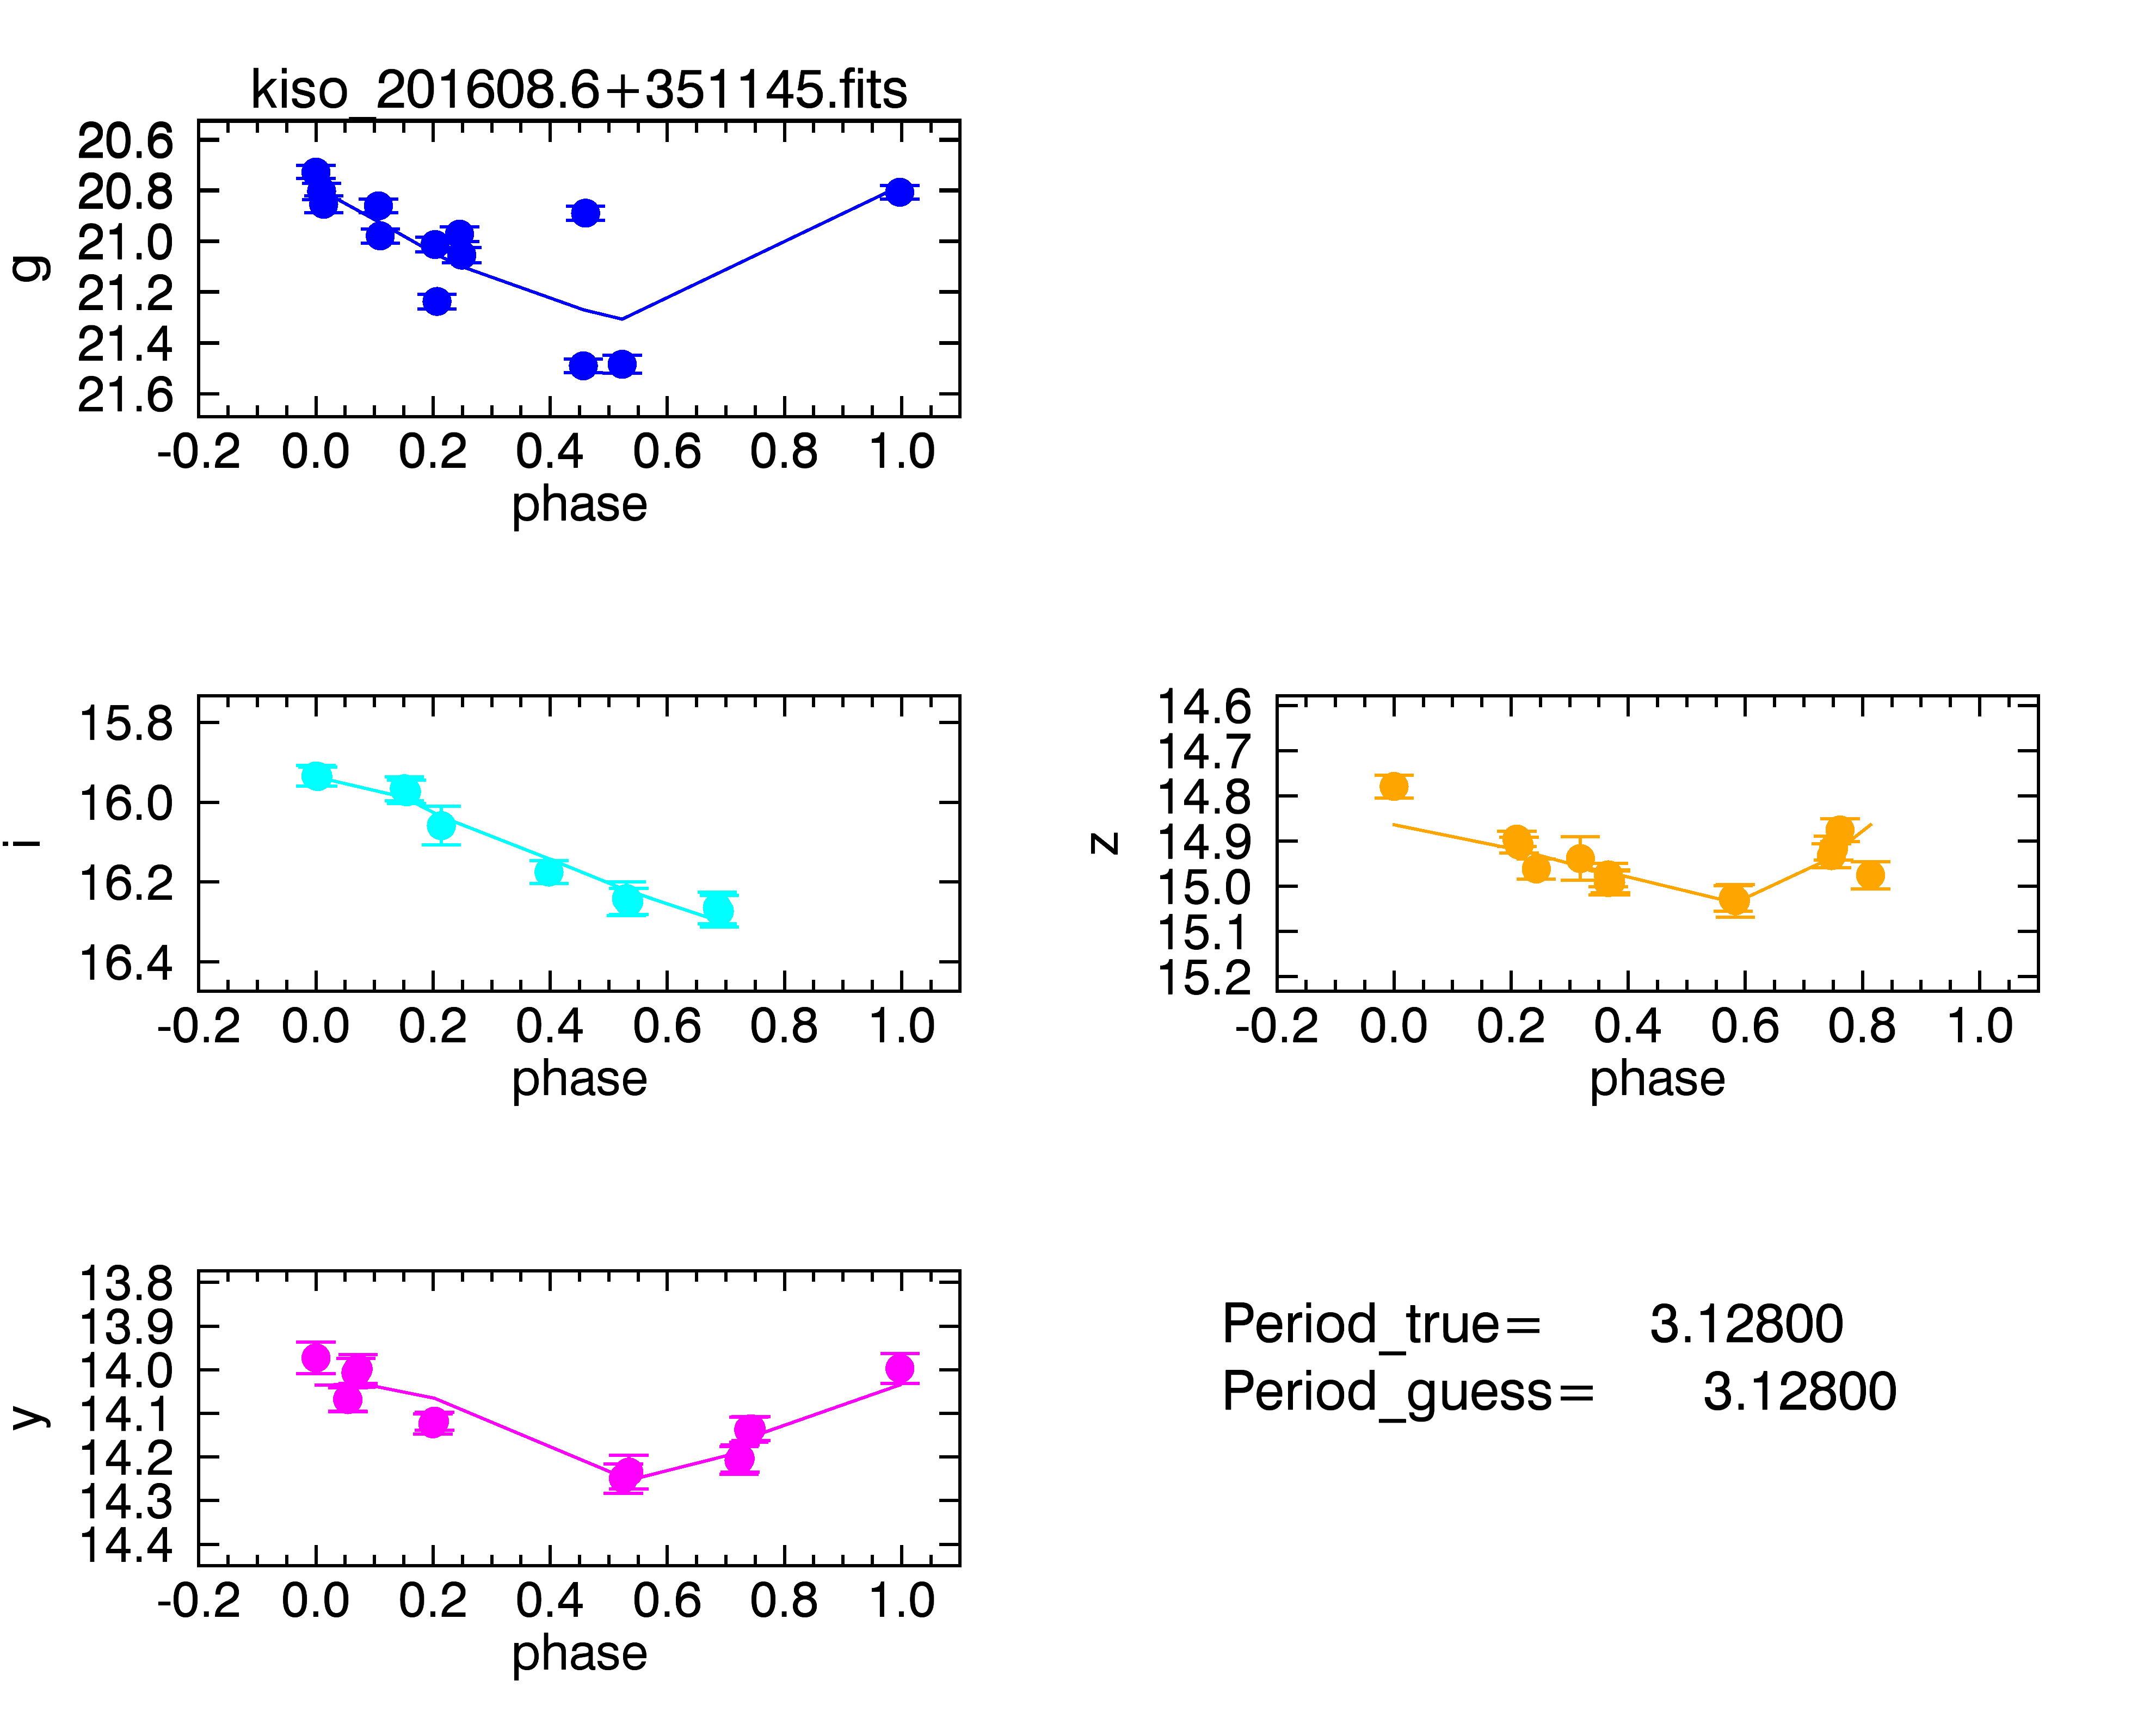 kiso_201608.6+351145.fits
20.6
20.8
21.0
21.2
21.4
21.6
g
-0.2 0.0 0.2 0.4 0.6 0.8 1.0
phase
15.8
16.0
16.2
16.4
i
-0.2 0.0 0.2 0.4 0.6 0.8 1.0
phase
14.6
14.7
14.8
14.9
15.0
15.1
15.2
z
-0.2 0.0 0.2 0.4 0.6 0.8 1.0
phase
13.8
13.9
14.0
14.1
14.2
14.3
14.4
y
-0.2 0.0 0.2 0.4 0.6 0.8 1.0
phase
Period_true= 3.12800
Period_guess= 3.12800